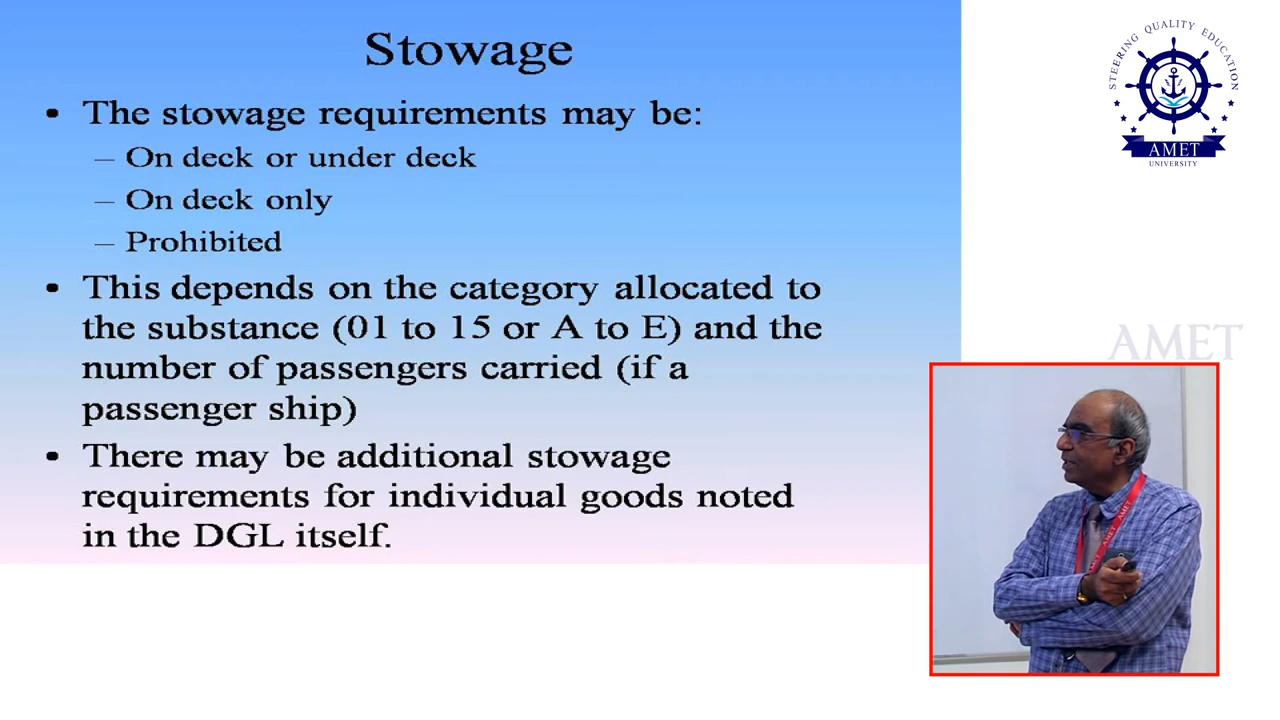 Stowage
• The stowage requirements may be:
– On deck or under deck
– On deck only
– Prohibited
• This depends on the category allocated to
the substance (01 to 15 or A to E) and the
number of passengers carried (if a
passenger ship)
• There may be additional stowage
requirements for individual goods noted
in the DGL itself.
STEERING QUALITY EDUCATION
AMET
UNIVERSITY
AMET